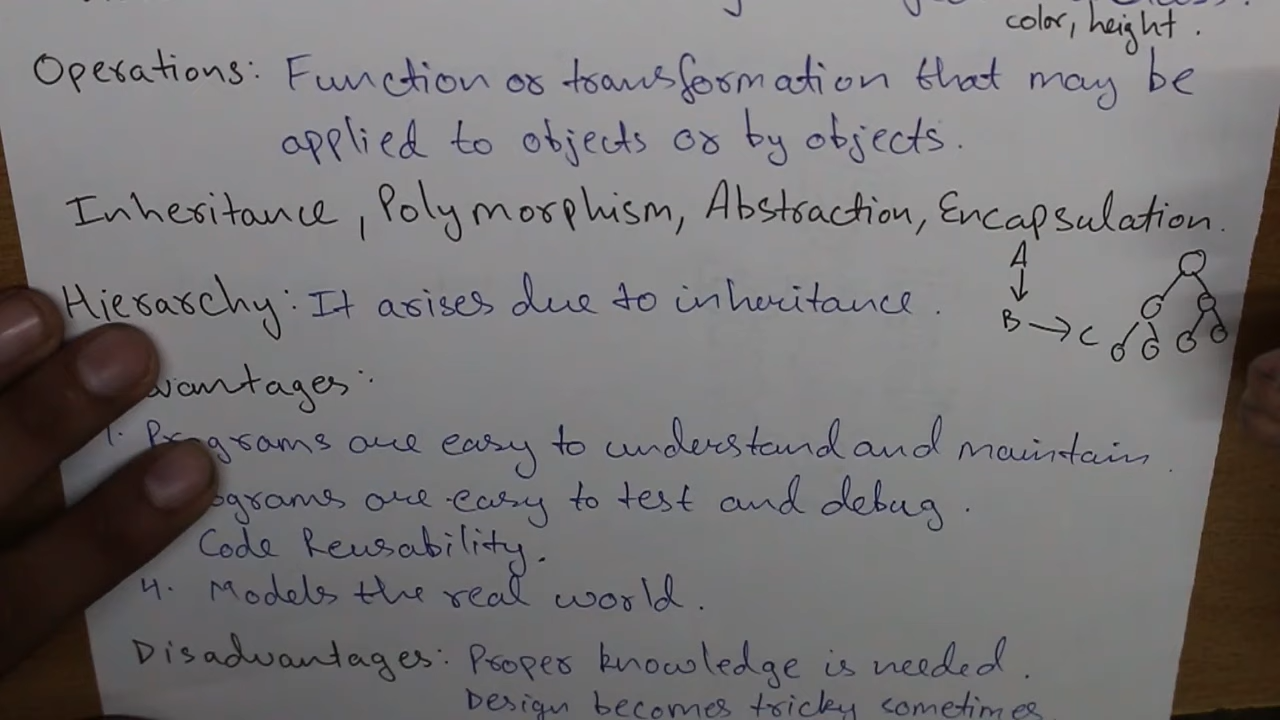 color, height.
Operations: Function or transformation that may be
applied to objects or by objects.
Inheritance, Polymorphism, Abstraction, Encapsulation.
Hierarchy: It arises due to inheritance.
A
B → C
vantages:
1. Programs are easy to understand and maintain.
ograms are easy to test and debug.
Code Reusability.
4. Models the real world.
Disadvantages: Proper knowledge is needed.
Design becomes tricky sometimes